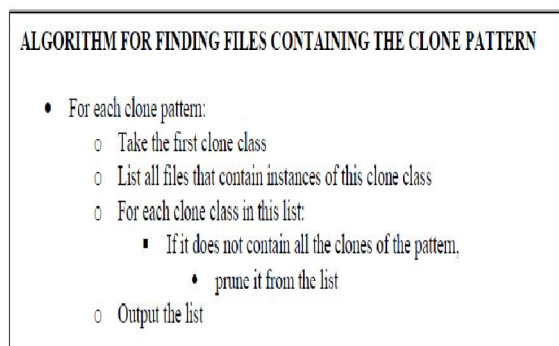 ALGORITHM FOR FINDING FILES CONTAINING THE CLONE PATTERN
• For each clone pattern:
o Take the first clone class
o List all files that contain instances of this clone class
o For each clone class in this list:
▪ If it does not contain all the clones of the pattern,
• prune it from the list
o Output the list